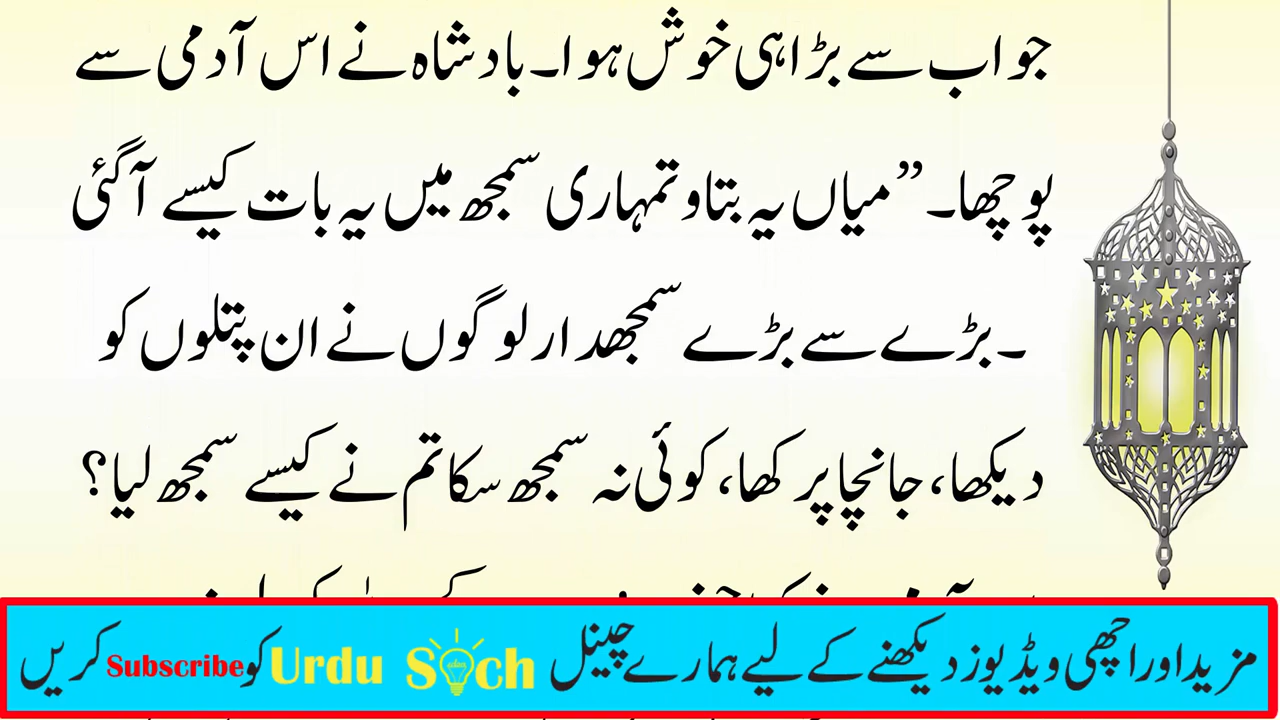 جواب سے بڑا ہی خوش ہوا۔ بادشاہ نے اس آدمی سے
پوچھا۔ ”میاں یہ بتاو تمہاری سمجھ میں یہ بات کیسے آگئی
۔ بڑے سے بڑے سمجھدار لوگوں نے ان پتلوں کو
دیکھا، جانچا پرکھا، کوئی نہ سمجھ سکا تم نے کیسے سمجھ لیا؟
مزید اور اچھی ویڈیوز دیکھنے کے لیے ہمارے چینل Urdu Soch کو Subscribe کریں